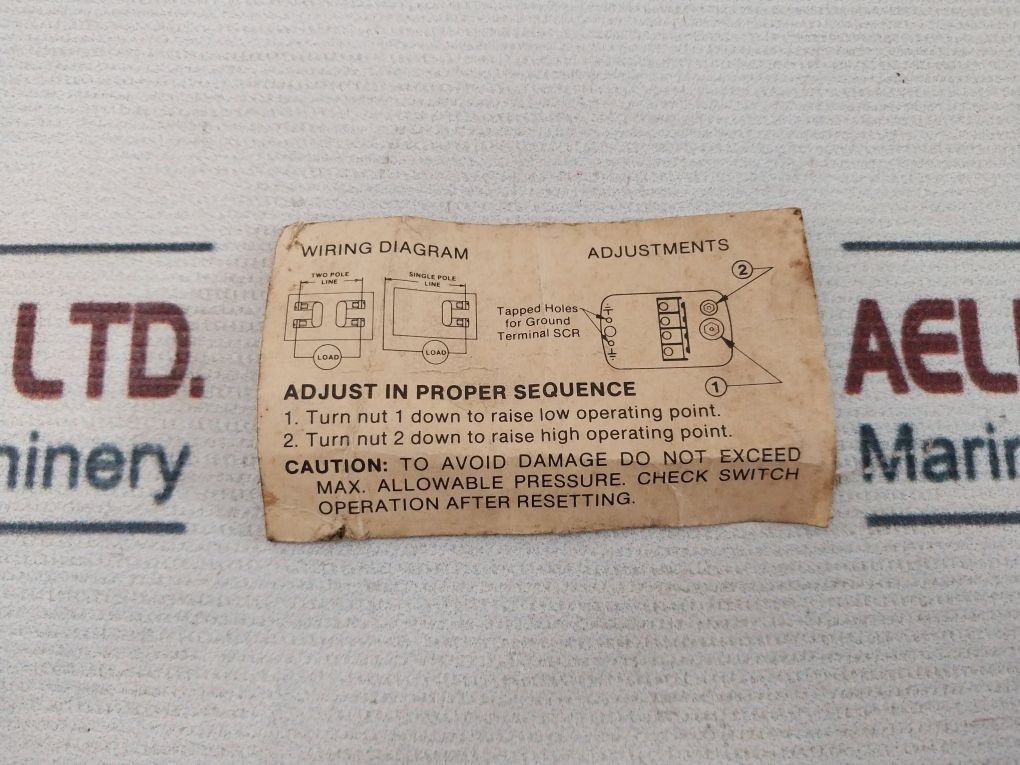 LTD.
hinery
AEL
Marin
WIRING DIAGRAM
TWO POLE
LINE
LOAD
SINGLE POLE
LINE
LOAD
ADJUSTMENTS
2
Tapped Holes
for Ground
Terminal SCR
1
ADJUST IN PROPER SEQUENCE
1. Turn nut 1 down to raise low operating point.
2. Turn nut 2 down to raise high operating point.
CAUTION: TO AVOID DAMAGE DO NOT EXCEED
MAX. ALLOWABLE PRESSURE. CHECK SWITCH
OPERATION AFTER RESETTING.